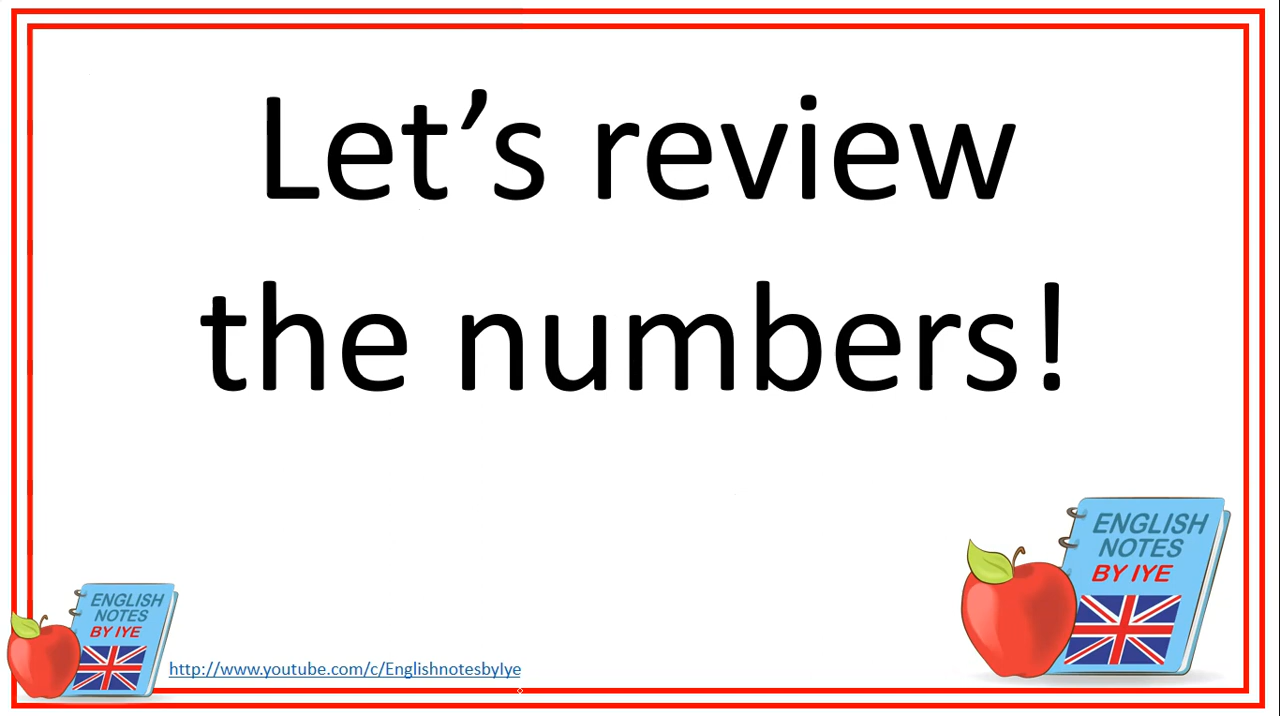 Let’s review
the numbers!
ENGLISH
NOTES
BY IYE
ENGLISH
NOTES
BY IYE
http://www.youtube.com/c/EnglishnotesbyIye